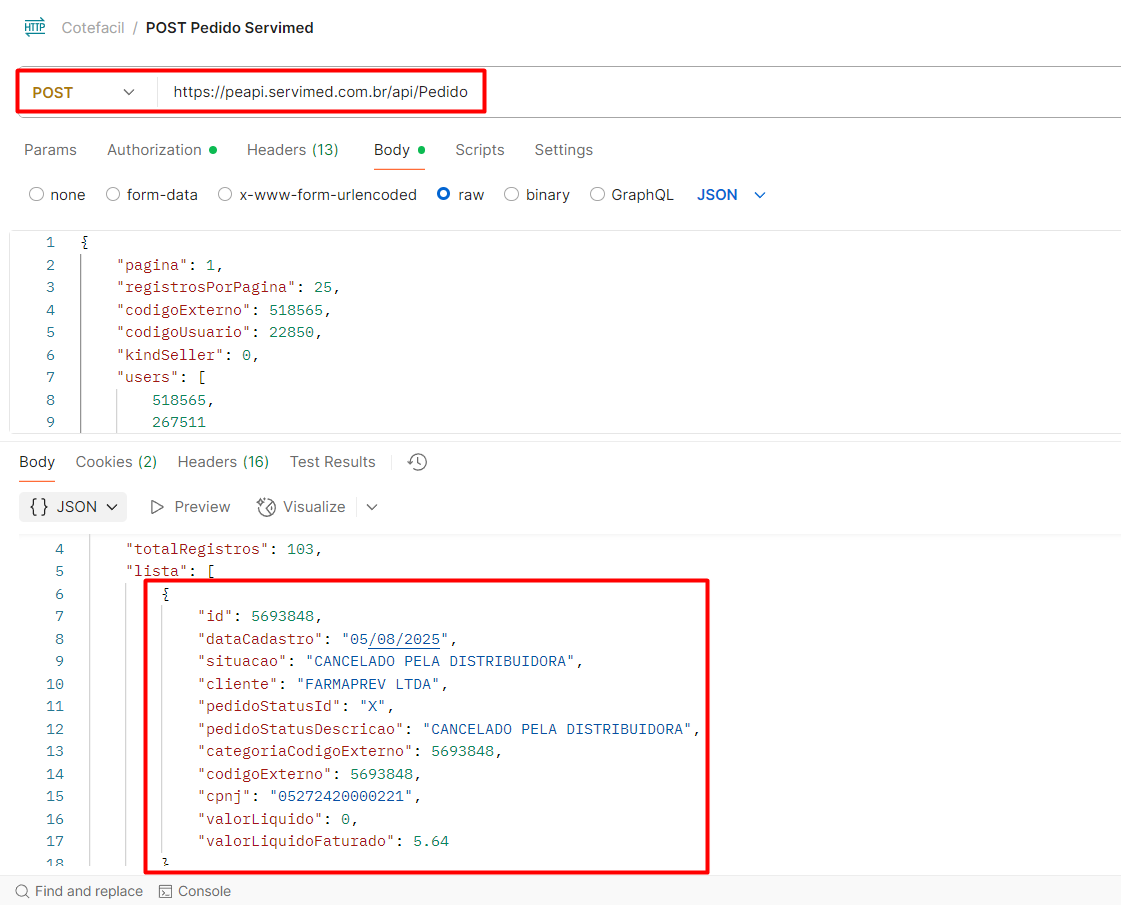 HTTP Cotefacil / POST Pedido Servimed
POST https://peapi.servimed.com.br/api/Pedido
Params Authorization Headers (13) Body Scripts Settings
none form-data x-www-form-urlencoded raw binary GraphQL JSON
1 {
2 "pagina": 1,
3 "registrosPorPagina": 25,
4 "codigoExterno": 518565,
5 "codigoUsuario": 22850,
6 "kindSeller": 0,
7 "users": [
8 518565,
9 267511
Body Cookies (2) Headers (16) Test Results
{} JSON Preview Visualize
4 "totalRegistros": 103,
5 "lista": [
6 {
7 "id": 5693848,
8 "dataCadastro": "05/08/2025",
9 "situacao": "CANCELADO PELA DISTRIBUIDORA",
10 "cliente": "FARMAPREV LTDA",
11 "pedidoStatusId": "X",
12 "pedidoStatusDescricao": "CANCELADO PELA DISTRIBUIDORA",
13 "categoriaCodigoExterno": 5693848,
14 "codigoExterno": 5693848,
15 "cpnj": "05272420000221",
16 "valorLiquido": 0,
17 "valorLiquidoFaturado": 5.64
18 }
Find and replace Console